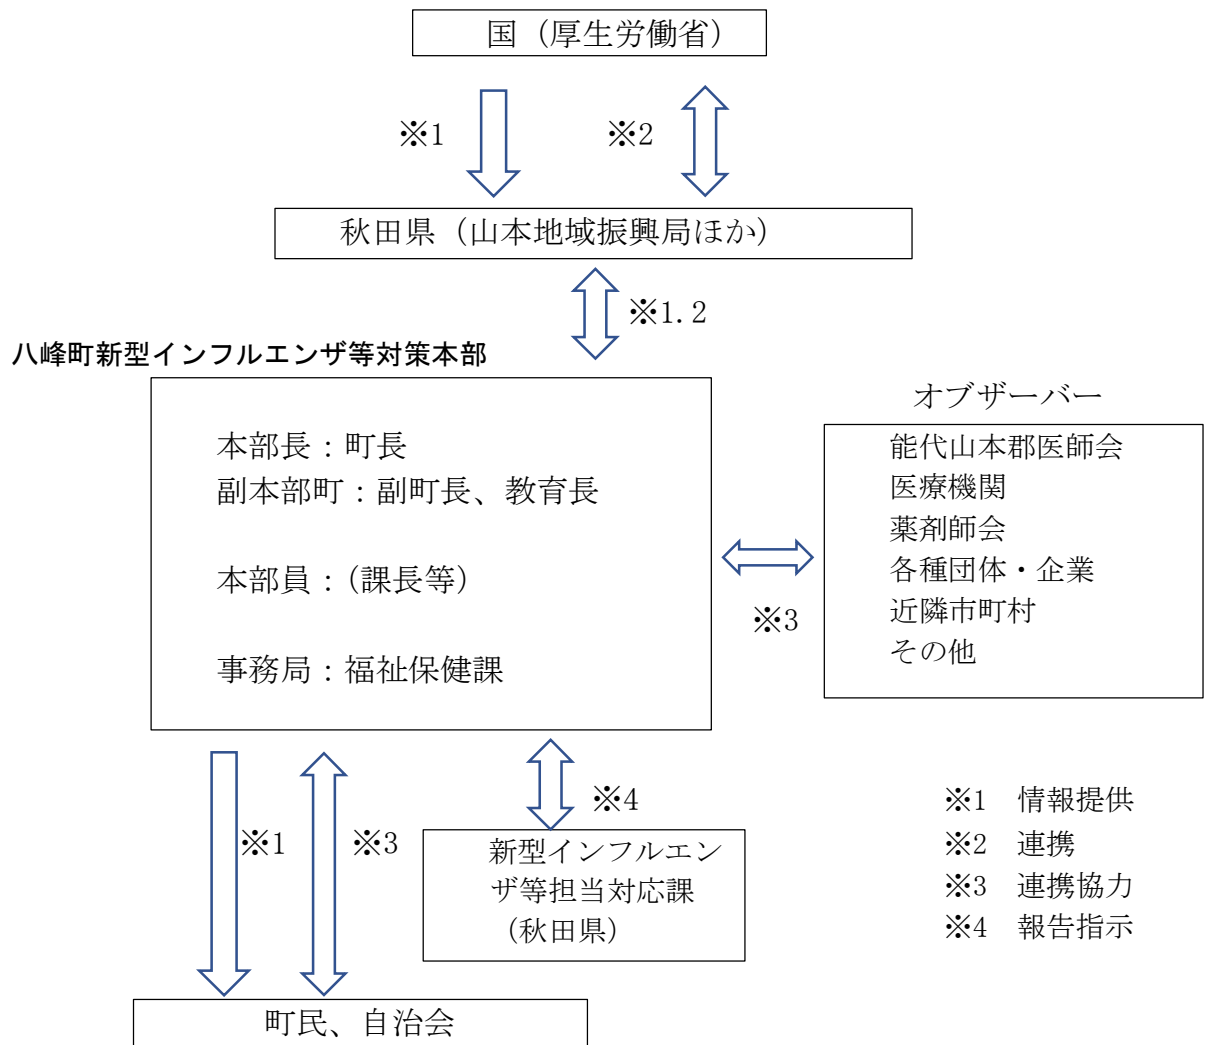 国（厚生労働省）
※1
※2
秋田県（山本地域振興局ほか）
※1.2
八峰町新型インフルエンザ等対策本部
本部長：町長
副本部町：副町長、教育長
本部員：(課長等)
事務局：福祉保健課
※3
オブザーバー
能代山本郡医師会
医療機関
薬剤師会
各種団体・企業
近隣市町村
その他
※1
※3
※4
新型インフルエン
ザ等担当対応課
（秋田県）
町民、自治会
※1　情報提供
※2　連携
※3　連携協力
※4　報告指示